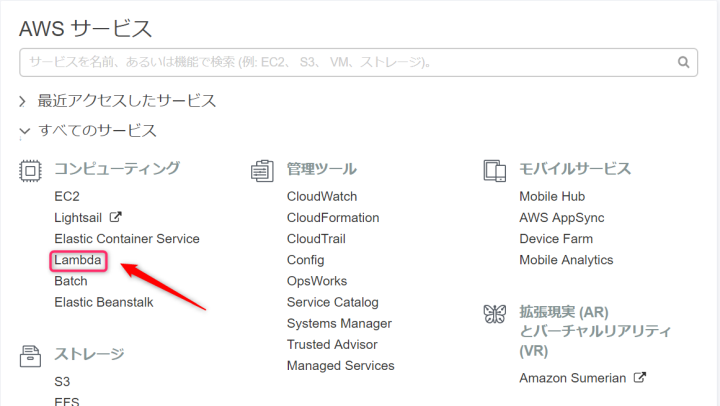 AWS サービス
サービスを名前、あるいは機能で検索 (例: EC2、 S3、 VM、ストレージ)。
最近アクセスしたサービス
すべてのサービス
コンピューティング
EC2
Lightsail
Elastic Container Service
Lambda
Batch
Elastic Beanstalk
ストレージ
S3
EFS
管理ツール
CloudWatch
CloudFormation
CloudTrail
Config
OpsWorks
Service Catalog
Systems Manager
Trusted Advisor
Managed Services
モバイルサービス
Mobile Hub
AWS AppSync
Device Farm
Mobile Analytics
拡張現実 (AR)
とバーチャルリアリティ
(VR)
Amazon Sumerian